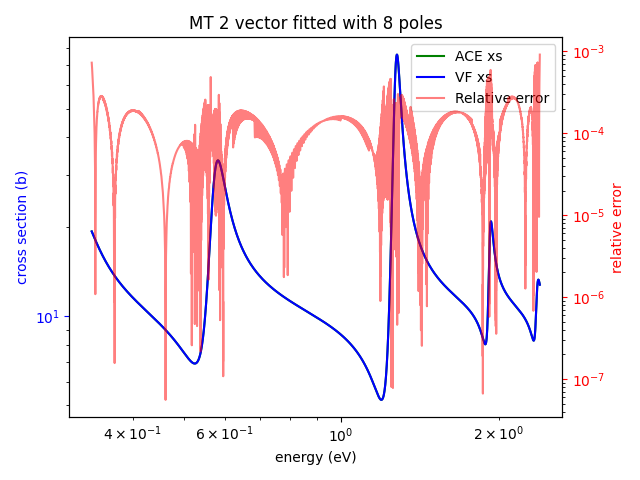 MT 2 vector fitted with 8 poles
ACE xs
VF xs
Relative error
cross section (b)
10¹
relative error
10⁻³
10⁻⁴
10⁻⁵
10⁻⁶
10⁻⁷
4 × 10⁻¹ 6 × 10⁻¹ 10⁰ 2 × 10⁰
energy (eV)